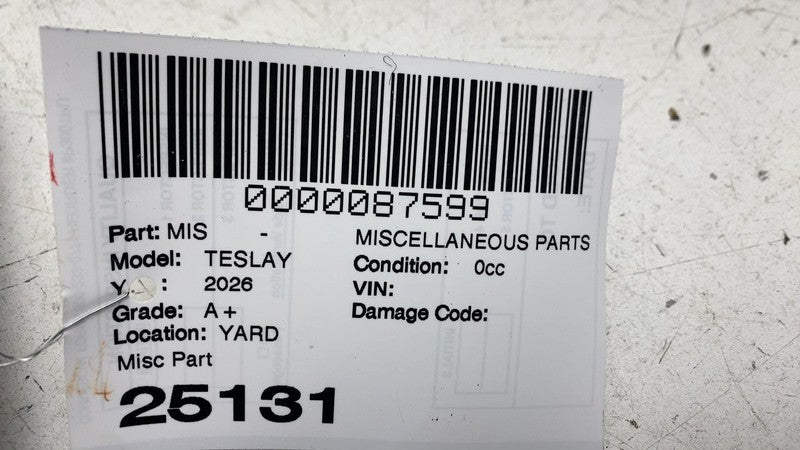 0000087599
Part: MIS - MISCELLANEOUS PARTS
Model: TESLAY Condition: 0cc
Y : 2026 VIN:
Grade: A+ Damage Code:
Location: YARD
Misc Part
25131